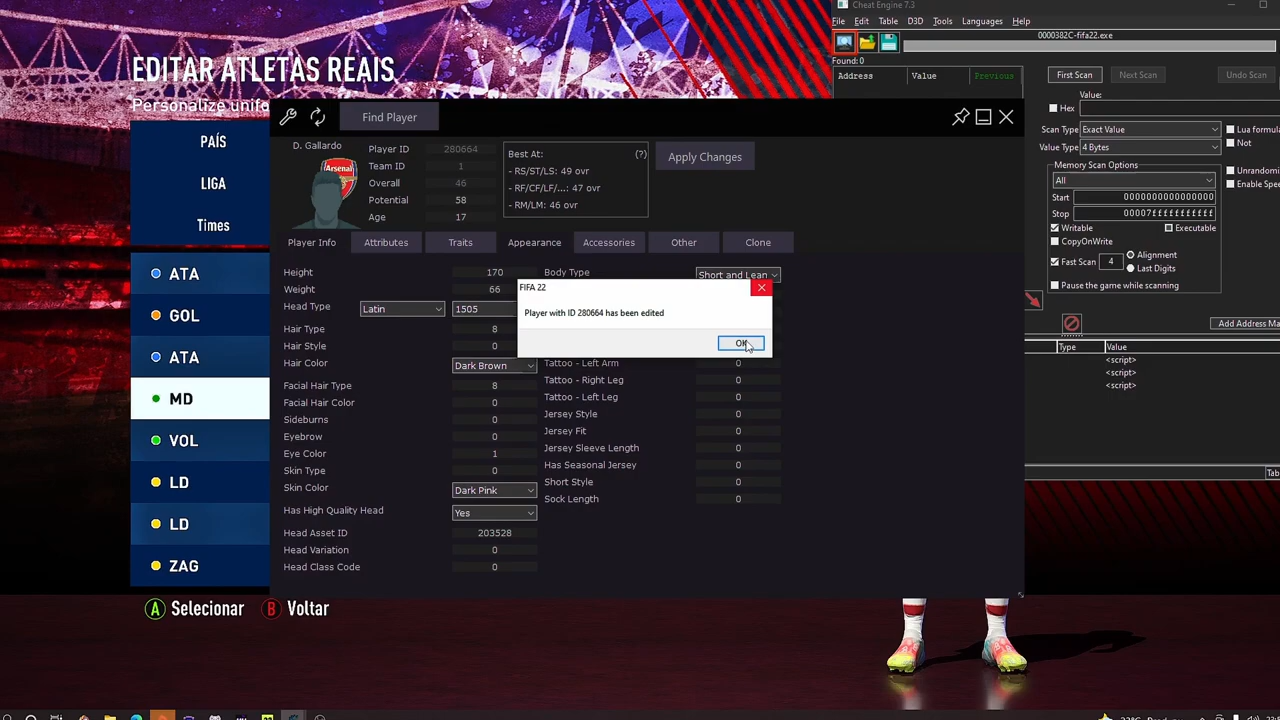 EDITAR ATLETAS REAIS
Personalize unifo
PAÍS
LIGA
Times
ATA
GOL
ATA
MD
VOL
LD
LD
ZAG
A Selecionar B Voltar
Find Player
D. Gallardo
Arsenal
Player ID 280664
Team ID 1
Overall 46
Potential 58
Age 17
Best At: (?)
- RS/ST/LS: 49 ovr
- RF/CF/LF/...: 47 ovr
- RM/LM: 46 ovr
Apply Changes
Player Info Attributes Traits Appearance Accessories Other Clone
Height 170
Weight 66
Head Type Latin 1505
Hair Type 8
Hair Style 0
Hair Color Dark Brown
Facial Hair Type 8
Facial Hair Color 0
Sideburns 0
Eyebrow 0
Eye Color 1
Skin Type 0
Skin Color Dark Pink
Has High Quality Head Yes
Head Asset ID 203528
Head Variation 0
Head Class Code 0
Body Type Short and Lean
Tattoo - Left Arm 0
Tattoo - Right Leg 0
Tattoo - Left Leg 0
Jersey Style 0
Jersey Fit 0
Jersey Sleeve Length 0
Has Seasonal Jersey 0
Short Style 0
Sock Length 0
FIFA 22
Player with ID 280664 has been edited
OK
Cheat Engine 7.3
File Edit Table D3D Tools Languages Help
0000382C-fifa22.exe
Found: 0
Address Value Previous
First Scan Next Scan Undo Scan
Value:
Hex
Scan Type Exact Value
Value Type 4 Bytes
Lua formula
Not
Memory Scan Options
All
Start 0000000000000000
Stop 00007fffffffffff
Writable Executable
CopyOnWrite
Fast Scan 4 Alignment
Last Digits
Pause the game while scanning
Unrandomi
Enable Spee
Add Address Ma
Type Value
<script>
<script>
<script>
Tab